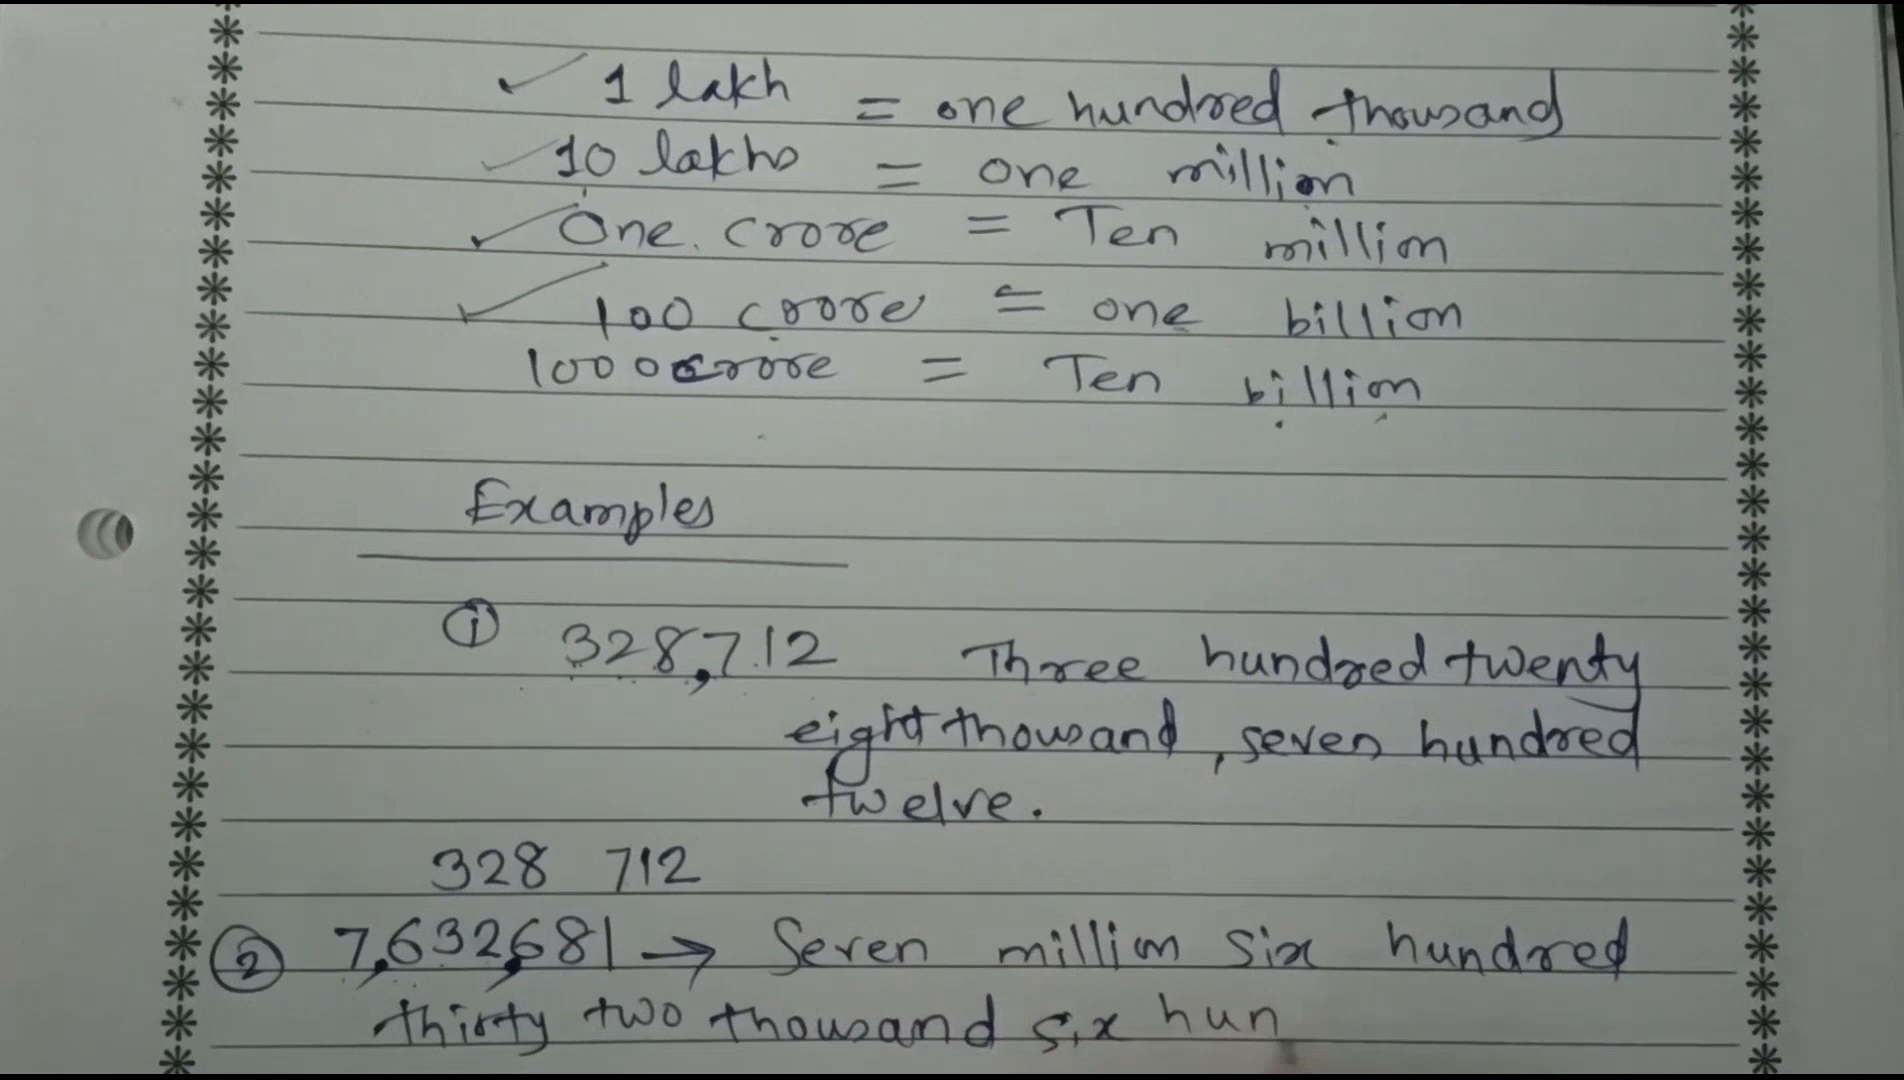 1 lakh = one hundred thousand
10 lakhs = one million
One crore = Ten million
100 crore = one billion
1000 crore = Ten billion
Examples
① 328,712 Three hundred twenty
eight thousand, seven hundred
twelve.
328 712
② 7,632,681 → Seven million six hundred
thirty two thousand six hun